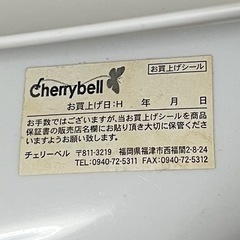 Cherrybell
お買上げシール
お買上げ日:H 年 月 日
お手数ではございますが、当お買上げシールを商品
保証書の販売店名欄にお貼り頂き大切に保管ください
ますようお願い致します。
チェリーベル 〒811-3219 福岡県福津市西福間2-8-24
TEL:0940-72-5311 FAX:0940-72-5312